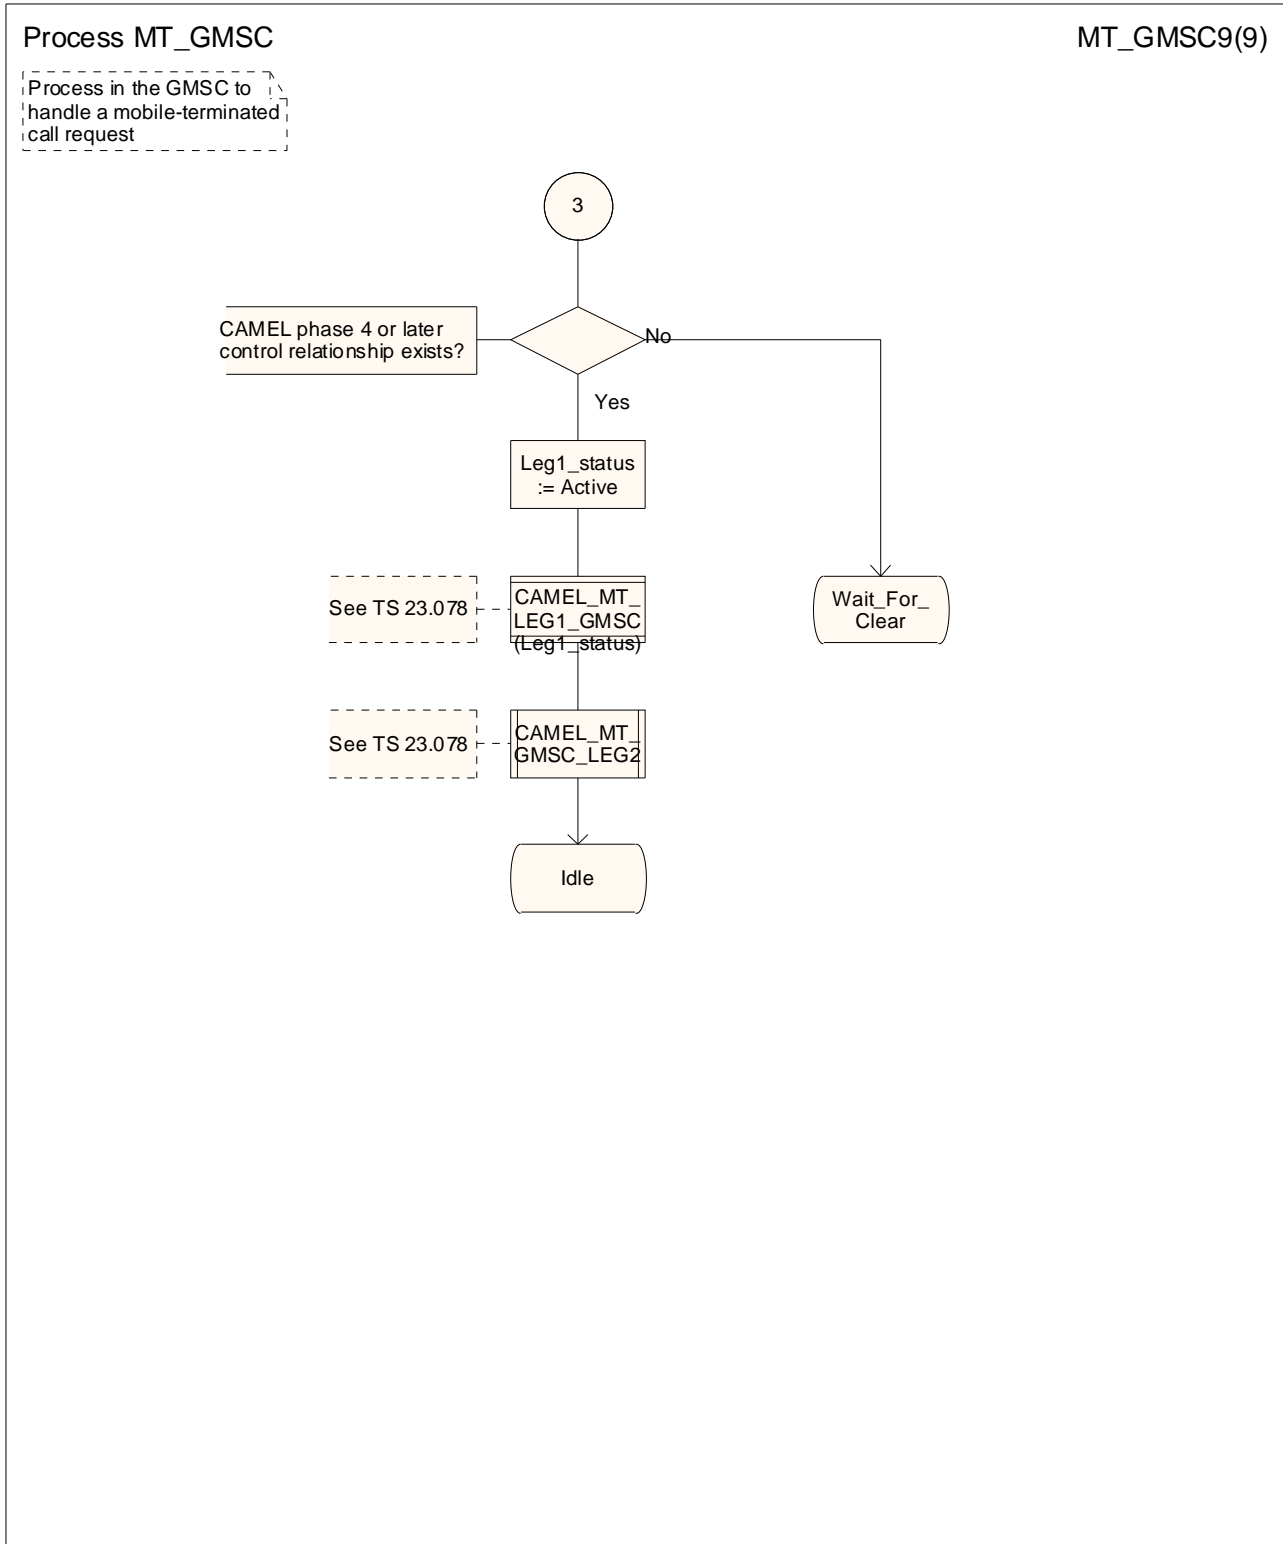 Process MT_GMSC
MT_GMSC9(9)
Process in the GMSC to
handle a mobile-terminated
call request
3
CAMEL phase 4 or later
control relationship exists?
No
Yes
Leg1_status
:= Active
See TS 23.078
CAMEL_MT_
LEG1_GMSC
(Leg1_status)
Wait_For_
Clear
See TS 23.078
CAMEL_MT_
GMSC_LEG2
Idle